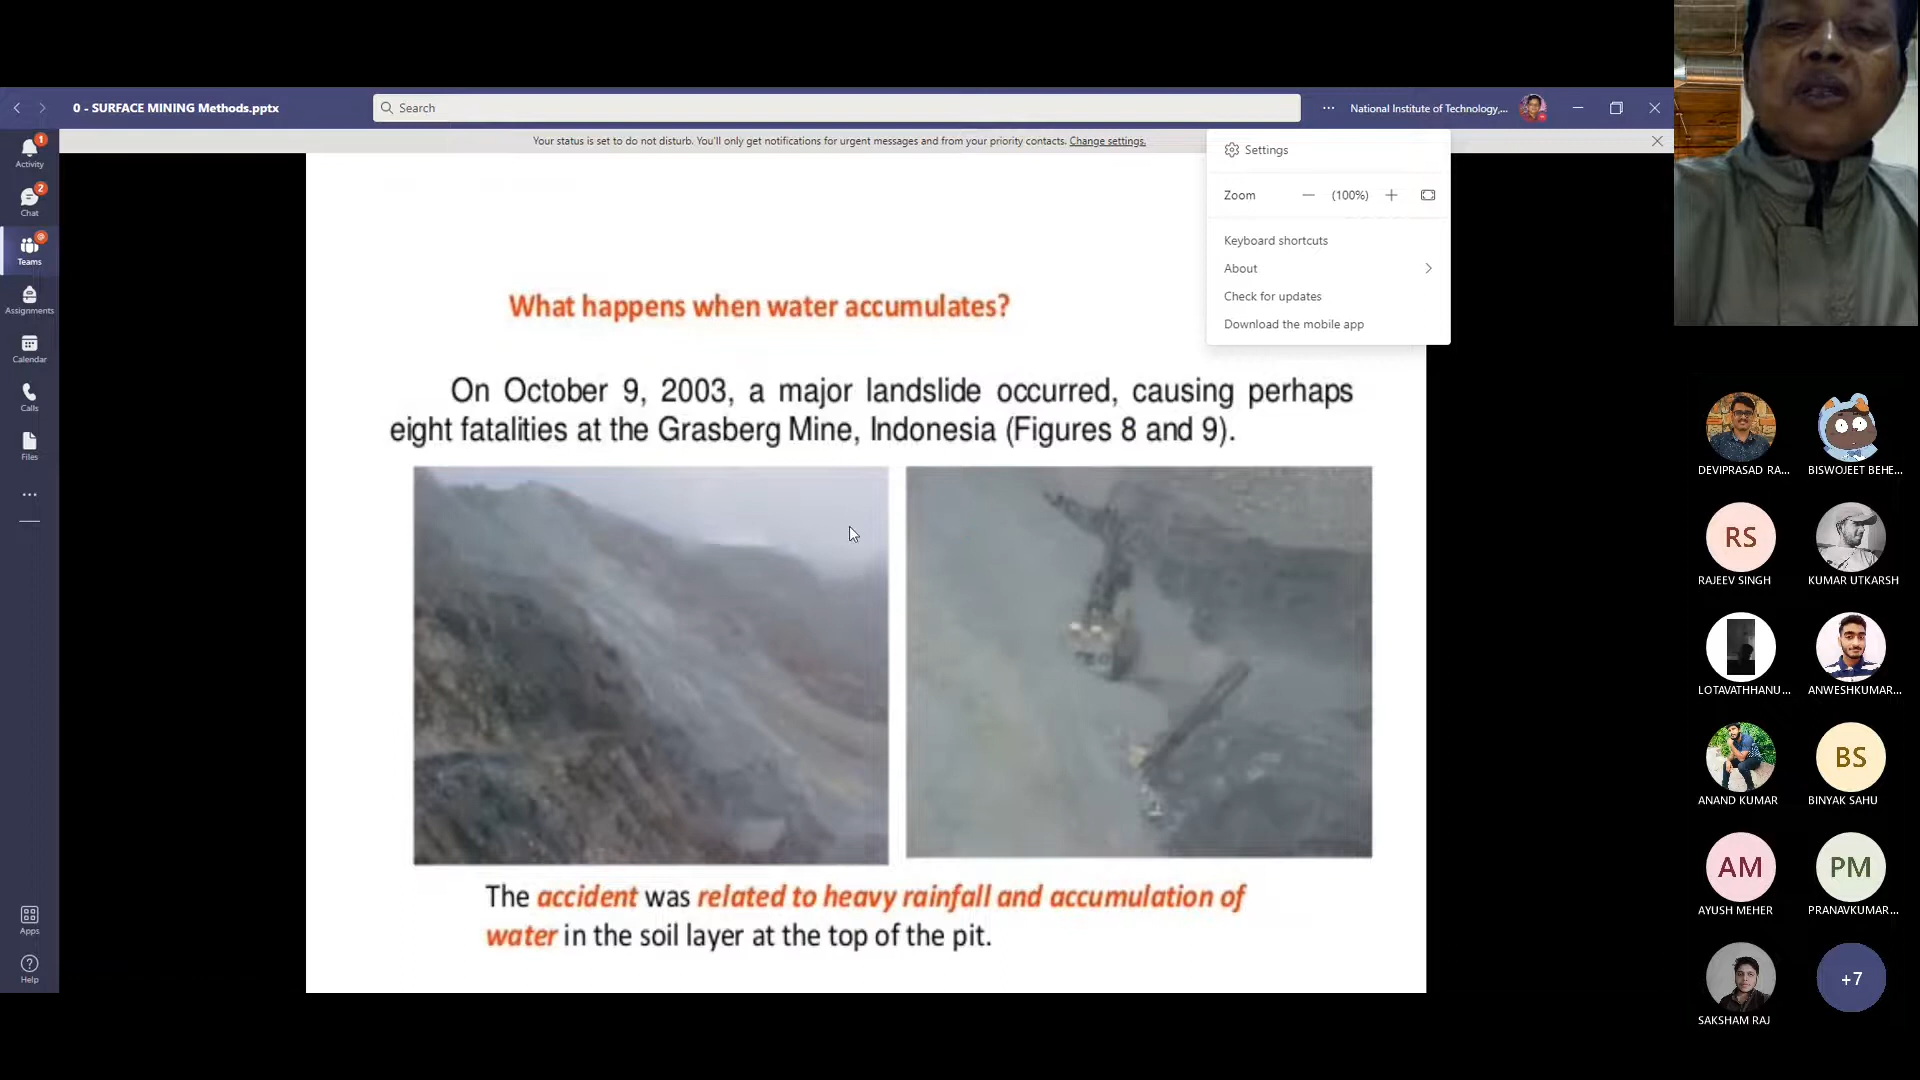 0 - SURFACE MINING Methods.pptx
Search
National Institute of Technology,...
Your status is set to do not disturb. You'll only get notifications for urgent messages and from your priority contacts. Change settings.
1
Activity
2
Chat
Teams
Assignments
Calendar
Calls
Files
Apps
Help
Settings
Zoom
(100%)
Keyboard shortcuts
About
Check for updates
Download the mobile app
What happens when water accumulates?
On October 9, 2003, a major landslide occurred, causing perhaps
eight fatalities at the Grasberg Mine, Indonesia (Figures 8 and 9).
The accident was related to heavy rainfall and accumulation of
water in the soil layer at the top of the pit.
DEVIPRASAD RA...
BISWOJEET BEHE...
RS
RAJEEV SINGH
KUMAR UTKARSH
LOTAVATHHANU...
ANWESHKUMAR...
ANAND KUMAR
BS
BINYAK SAHU
AM
AYUSH MEHER
PM
PRANAVKUMAR...
SAKSHAM RAJ
+7